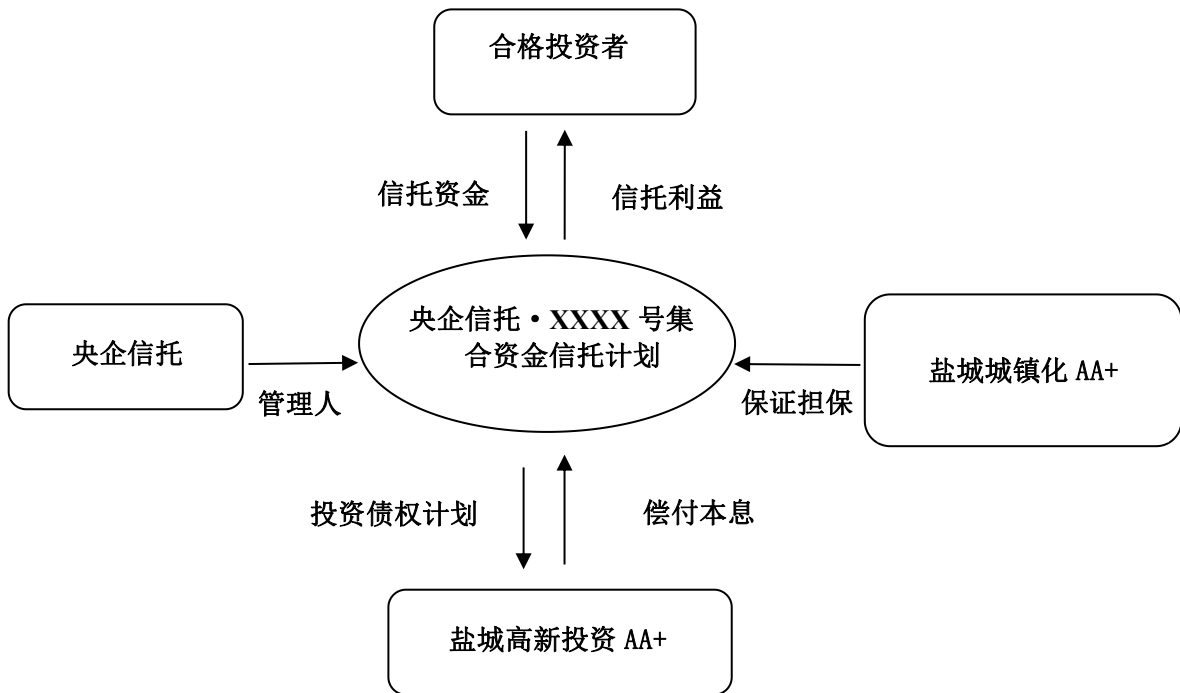 合格投资者
信托资金
信托利益
央企信托
央企信托·XXXX 号集
合资金信托计划
盐城城镇化 AA+
管理人
保证担保
投资债权计划
偿付本息
盐城高新投资 AA+